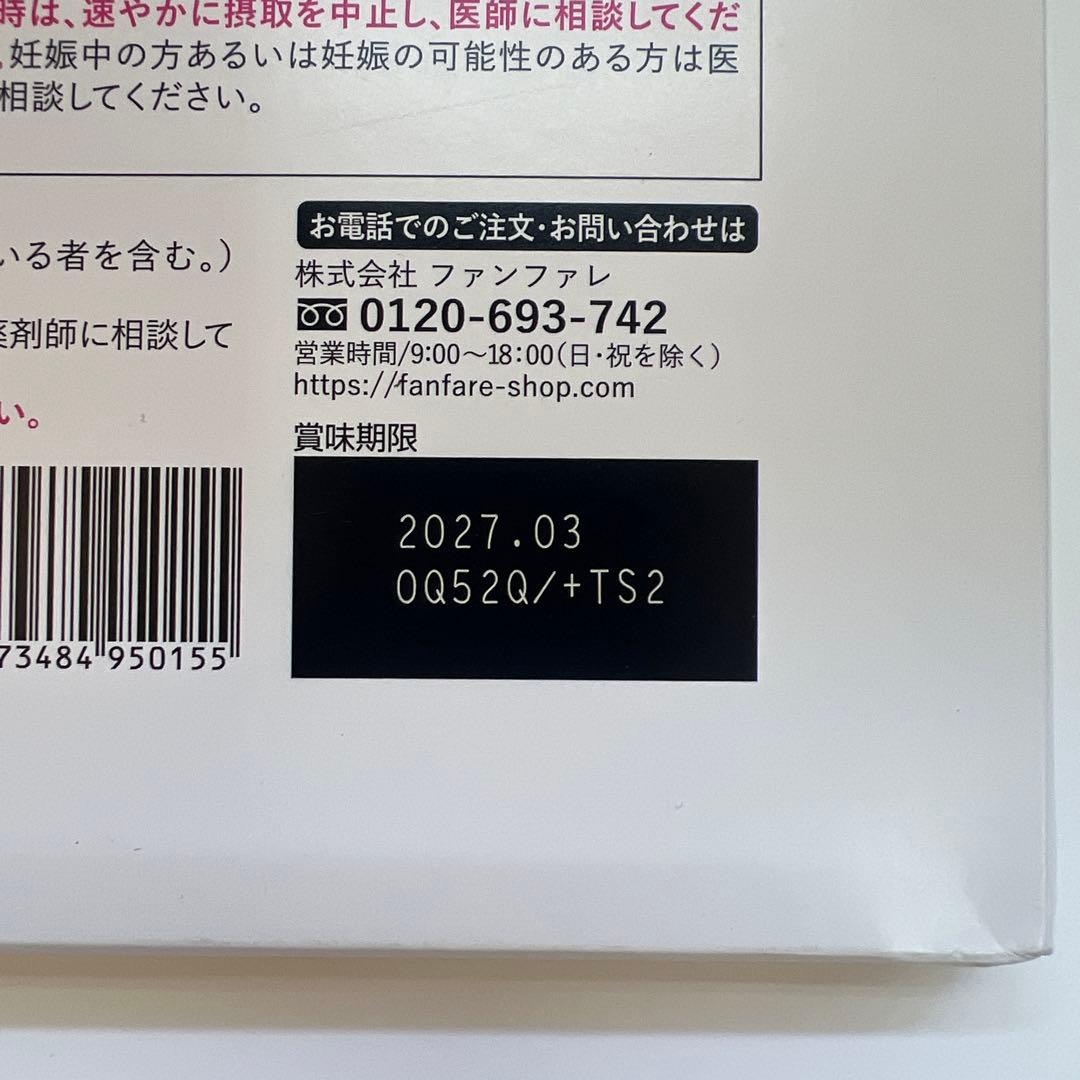 時は、速やかに摂取を中止し、医師に相談してくだ
妊娠中の方あるいは妊娠の可能性のある方は医
相談してください。
お電話でのご注文・お問い合わせは
いる者を含む。）
株式会社 ファンファレ
0120-693-742
薬剤師に相談して
営業時間/9:00〜18:00（日・祝を除く）
https://fanfare-shop.com
い。
賞味期限
2027.03
0Q52Q/+TS2
73484 950155